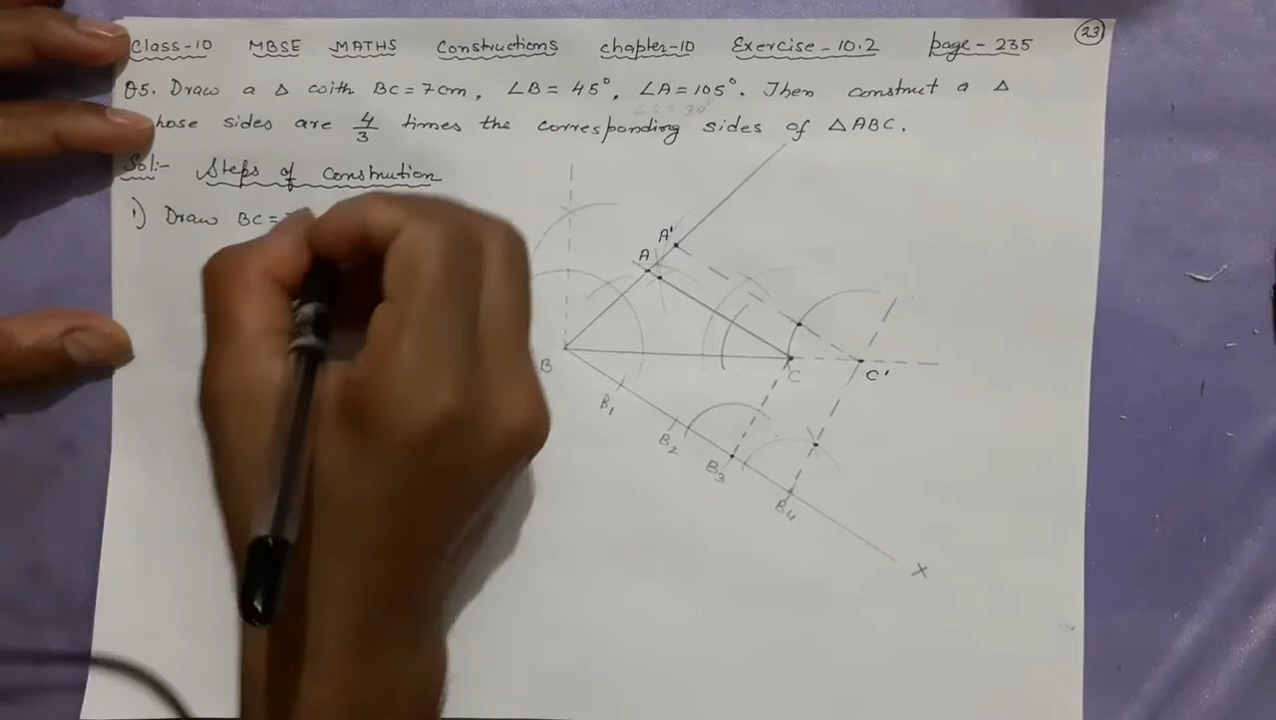 23
Class-10 MBSE MATHS Constructions chapter-10 Exercise-10.2 page-235
Q5. Draw a Δ with BC = 7cm, ∠B = 45°, ∠A = 105°. Then construct a Δ
∠C = 30°
hose sides are 4/3 times the corresponding sides of ΔABC.
Sol:- Steps of Construction
1) Draw BC =
A'
A
B
C
C'
B1
B2
B3
B4
X